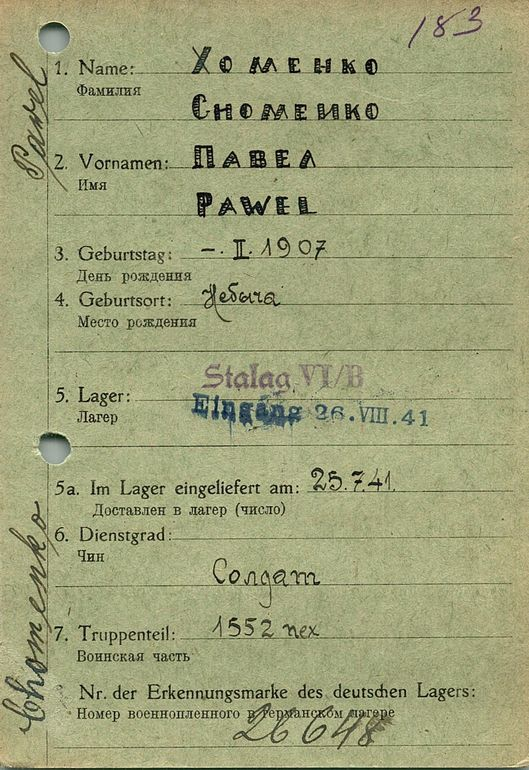 183
1. Name: Хоменко
Фамилия
Chomenko
2. Vornamen: Павел
Имя
Pawel
3. Geburtstag: –. II. 1907
День рождения
4. Geburtsort: Небыча
Место рождения
Stalag VI/B
5. Lager: Eingang 26. VIII. 41
Лагер
5a. Im Lager eingeliefert am: 25.7.41.
Доставлен в лагер (число)
6. Dienstgrad:
Чин
Солдат
7. Truppenteil: 1552 пех
Воинская часть
Nr. der Erkennungsmarke des deutschen Lagers:
Номер военнопленного в Германском лагере
26648
Pavel
Chomenko